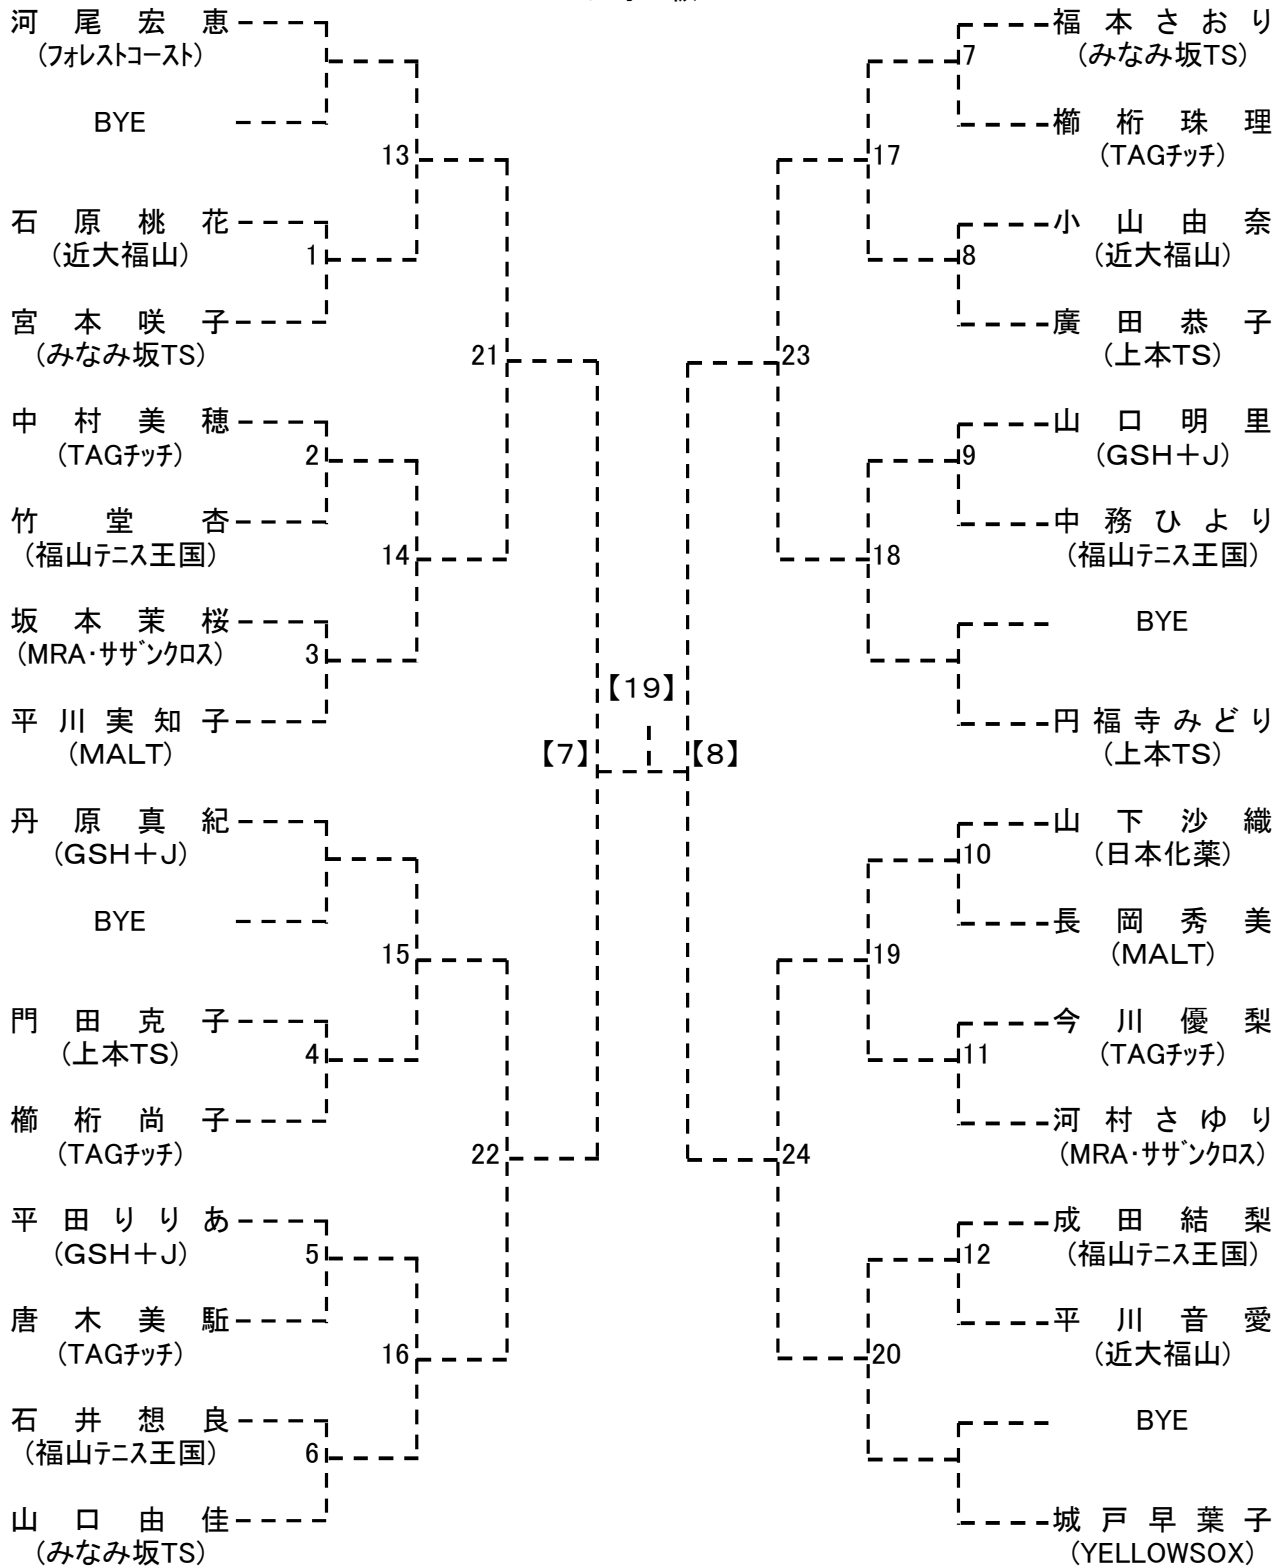 河尾宏恵
(フォレストコースト)
BYE
13
石原桃花
(近大福山)
1
宮本咲子
(みなみ坂TS)
21
中村美穂
(TAGチッチ)
2
竹堂杏
(福山テニス王国)
14
坂本茉桜
(MRA・サザンクロス)
3
平川実知子
(MALT)
【7】
丹原真紀
(GSH+J)
BYE
15
門田克子
(上本TS)
4
櫛桁尚子
(TAGチッチ)
22
平田りりあ
(GSH+J)
5
唐木美駈
(TAGチッチ)
16
石井想良
(福山テニス王国)
6
山口由佳
(みなみ坂TS)
【19】
【8】
福本さおり
7
(みなみ坂TS)
櫛桁珠理
(TAGチッチ)
17
小山由奈
(近大福山)
8
廣田恭子
(上本TS)
23
山口明里
(GSH+J)
9
中務ひより
(福山テニス王国)
18
BYE
円福寺みどり
(上本TS)
山下沙織
(日本化薬)
10
長岡秀美
(MALT)
19
今川優梨
(TAGチッチ)
11
河村さゆり
(MRA・サザンクロス)
24
成田結梨
(福山テニス王国)
12
平川音愛
(近大福山)
20
BYE
城戸早葉子
(YELLOWSOX)